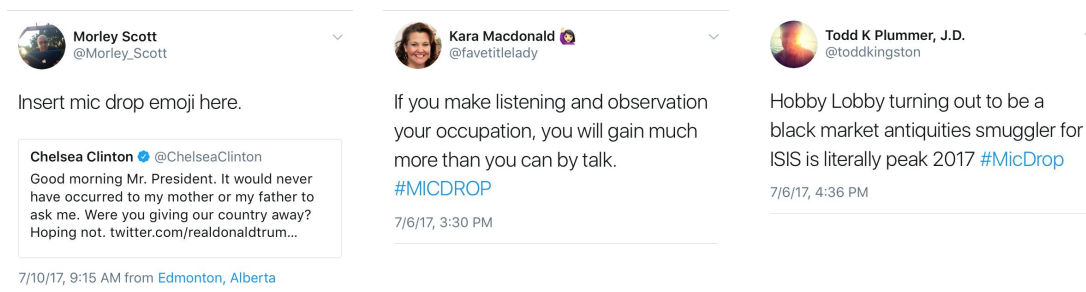 Morley Scott
@Morley_Scott
Insert mic drop emoji here.
Chelsea Clinton @ChelseaClinton
Good morning Mr. President. It would never
have occurred to my mother or my father to
ask me. Were you giving our country away?
Hoping not. twitter.com/realdonaldtrum...
7/10/17, 9:15 AM from Edmonton, Alberta
Kara Macdonald 🙋🏻‍♀️
@favetitlelady
If you make listening and observation
your occupation, you will gain much
more than you can by talk.
#MICDROP
7/6/17, 3:30 PM
Todd K Plummer, J.D.
@toddkingston
Hobby Lobby turning out to be a
black market antiquities smuggler for
ISIS is literally peak 2017 #MicDrop
7/6/17, 4:36 PM